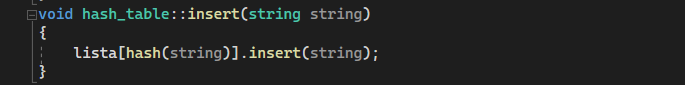 void hash_table::insert(string string)
{
lista[hash(string)].insert(string);
}